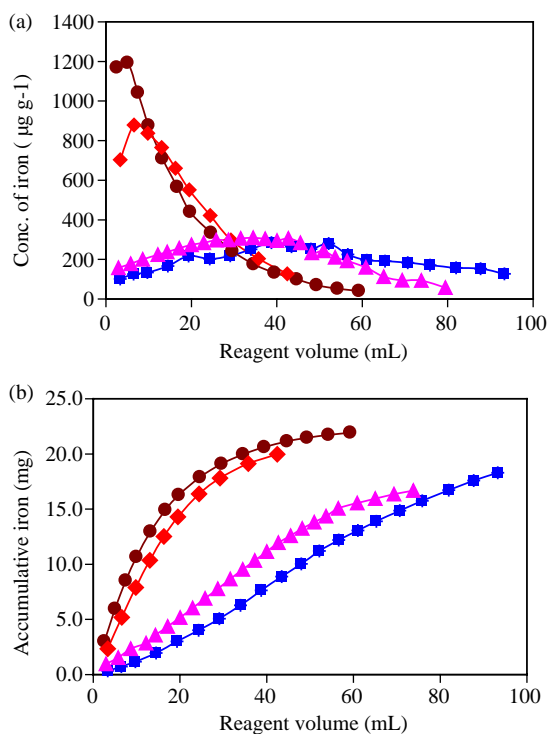 (a)
1400
1200
1000
800
600
400
200
0
Conc. of iron ( μg g-1)
0 20 40 60 80 100
Reagent volume (mL)
(b)
25.0
20.0
15.0
10.0
5.0
0.0
Accumulative iron (mg)
0 20 40 60 80 100
Reagent volume (mL)